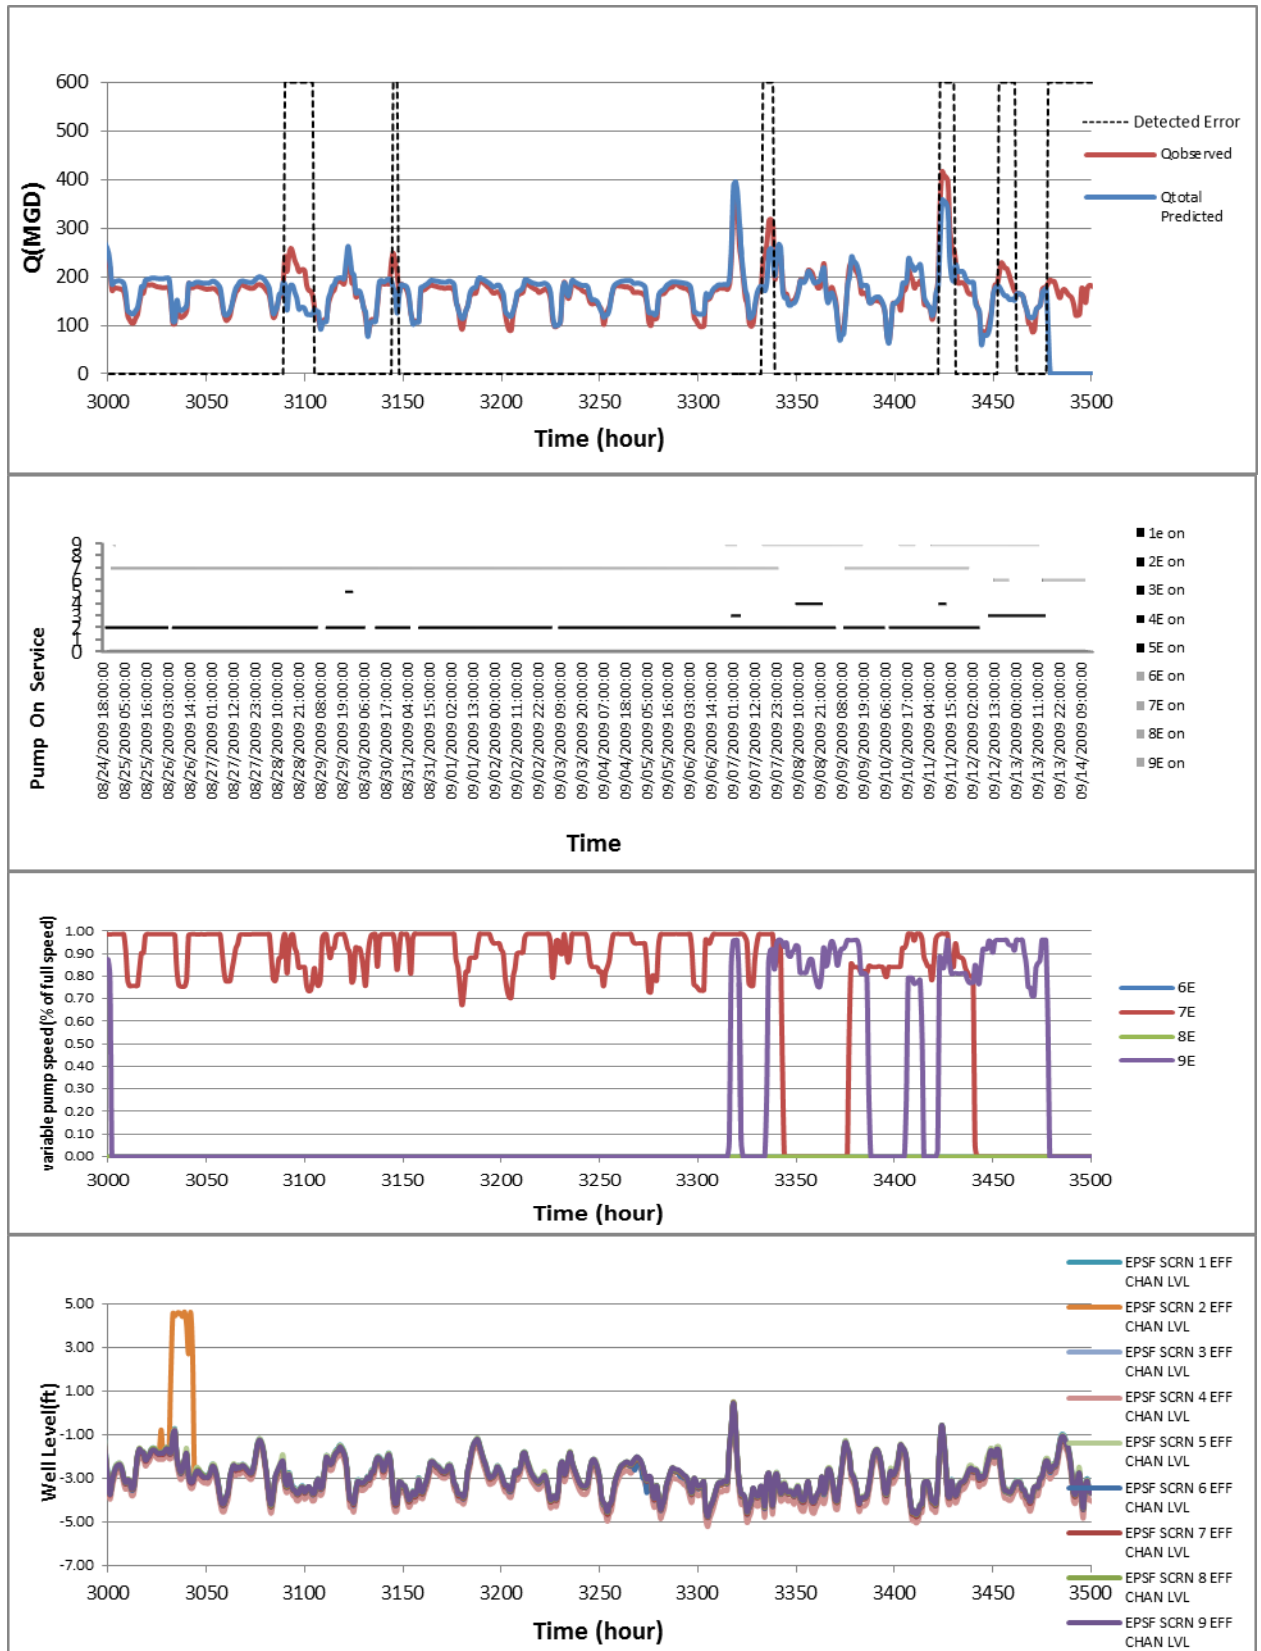 600
500
400
300
200
100
0
Q(MGD)
3000 3050 3100 3150 3200 3250 3300 3350 3400 3450 3500
Time (hour)
Detected Error
Qobserved
Qtotal
Predicted
9
8
7
6
5
4
3
2
1
0
Pump On Service
08/24/2009 18:00:00
08/25/2009 05:00:00
08/25/2009 16:00:00
08/26/2009 03:00:00
08/26/2009 14:00:00
08/27/2009 01:00:00
08/27/2009 12:00:00
08/27/2009 23:00:00
08/28/2009 10:00:00
08/28/2009 21:00:00
08/29/2009 08:00:00
08/29/2009 19:00:00
08/30/2009 06:00:00
08/30/2009 17:00:00
08/31/2009 04:00:00
08/31/2009 15:00:00
09/01/2009 02:00:00
09/01/2009 13:00:00
09/02/2009 00:00:00
09/02/2009 11:00:00
09/02/2009 22:00:00
09/03/2009 09:00:00
09/03/2009 20:00:00
09/04/2009 07:00:00
09/04/2009 18:00:00
09/05/2009 05:00:00
09/05/2009 16:00:00
09/06/2009 03:00:00
09/06/2009 14:00:00
09/07/2009 01:00:00
09/07/2009 12:00:00
09/07/2009 23:00:00
09/08/2009 10:00:00
09/08/2009 21:00:00
09/09/2009 08:00:00
09/09/2009 19:00:00
09/10/2009 06:00:00
09/10/2009 17:00:00
09/11/2009 04:00:00
09/11/2009 15:00:00
09/12/2009 02:00:00
09/12/2009 13:00:00
09/13/2009 00:00:00
09/13/2009 11:00:00
09/13/2009 22:00:00
09/14/2009 09:00:00
Time
1e on
2E on
3E on
4E on
5E on
6E on
7E on
8E on
9E on
1.00
0.90
0.80
0.70
0.60
0.50
0.40
0.30
0.20
0.10
0.00
variable pump speed(% of full speed)
3000 3050 3100 3150 3200 3250 3300 3350 3400 3450 3500
Time (hour)
6E
7E
8E
9E
5.00
3.00
1.00
-1.00
-3.00
-5.00
-7.00
Well Level(ft)
3000 3050 3100 3150 3200 3250 3300 3350 3400 3450 3500
Time (hour)
EPSF SCRN 1 EFF
CHAN LVL
EPSF SCRN 2 EFF
CHAN LVL
EPSF SCRN 3 EFF
CHAN LVL
EPSF SCRN 4 EFF
CHAN LVL
EPSF SCRN 5 EFF
CHAN LVL
EPSF SCRN 6 EFF
CHAN LVL
EPSF SCRN 7 EFF
CHAN LVL
EPSF SCRN 8 EFF
CHAN LVL
EPSF SCRN 9 EFF
CHAN LVL